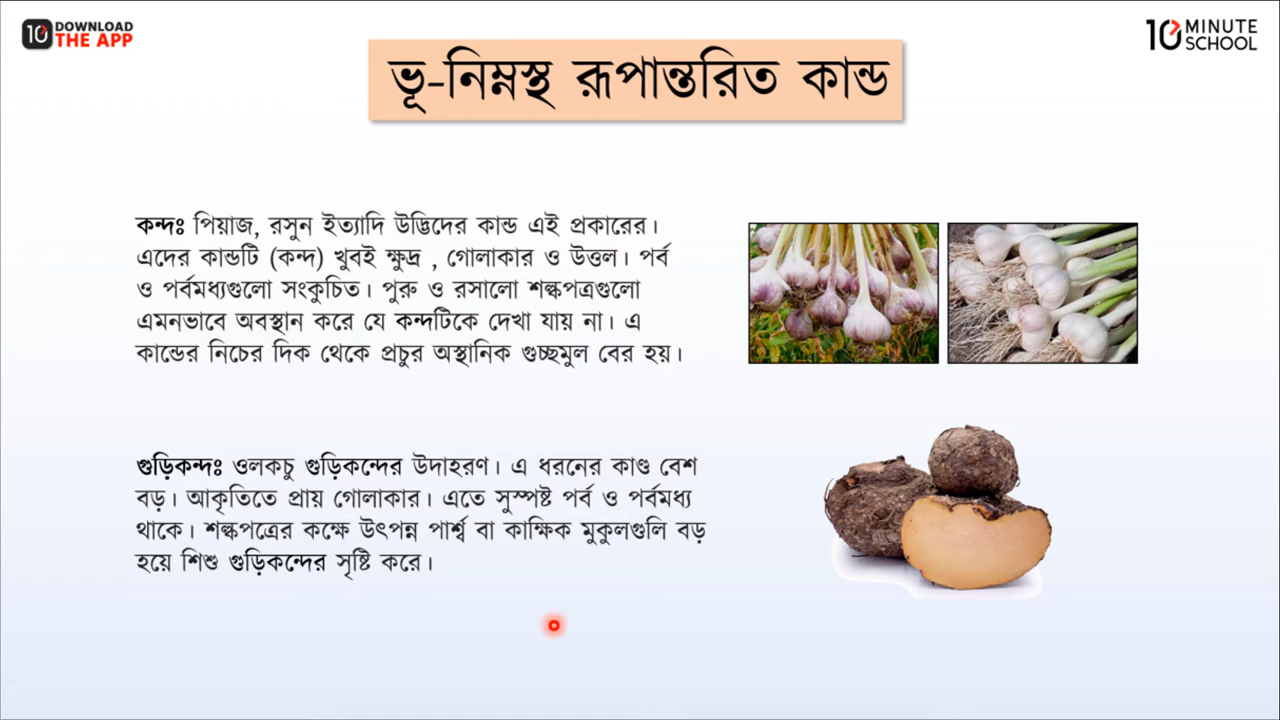 10 DOWNLOAD THE APP
10 MINUTE SCHOOL
ভূ-নিম্নস্থ রূপান্তরিত কান্ড
কন্দঃ পিয়াজ, রসুন ইত্যাদি উদ্ভিদের কান্ড এই প্রকারের।
এদের কান্ডটি (কন্দ) খুবই ক্ষুদ্র , গোলাকার ও উত্তল। পর্ব
ও পর্বমধ্যগুলো সংকুচিত। পুরু ও রসালো শল্কপত্রগুলো
এমনভাবে অবস্থান করে যে কন্দটিকে দেখা যায় না। এ
কান্ডের নিচের দিক থেকে প্রচুর অস্থানিক গুচ্ছমুল বের হয়।
গুড়িকন্দঃ ওলকচু গুড়িকন্দের উদাহরণ। এ ধরনের কাণ্ড বেশ
বড়। আকৃতিতে প্রায় গোলাকার। এতে সুস্পষ্ট পর্ব ও পর্বমধ্য
থাকে। শল্কপত্রের কক্ষে উৎপন্ন পার্শ্ব বা কাক্ষিক মুকুলগুলি বড়
হয়ে শিশু গুড়িকন্দের সৃষ্টি করে।